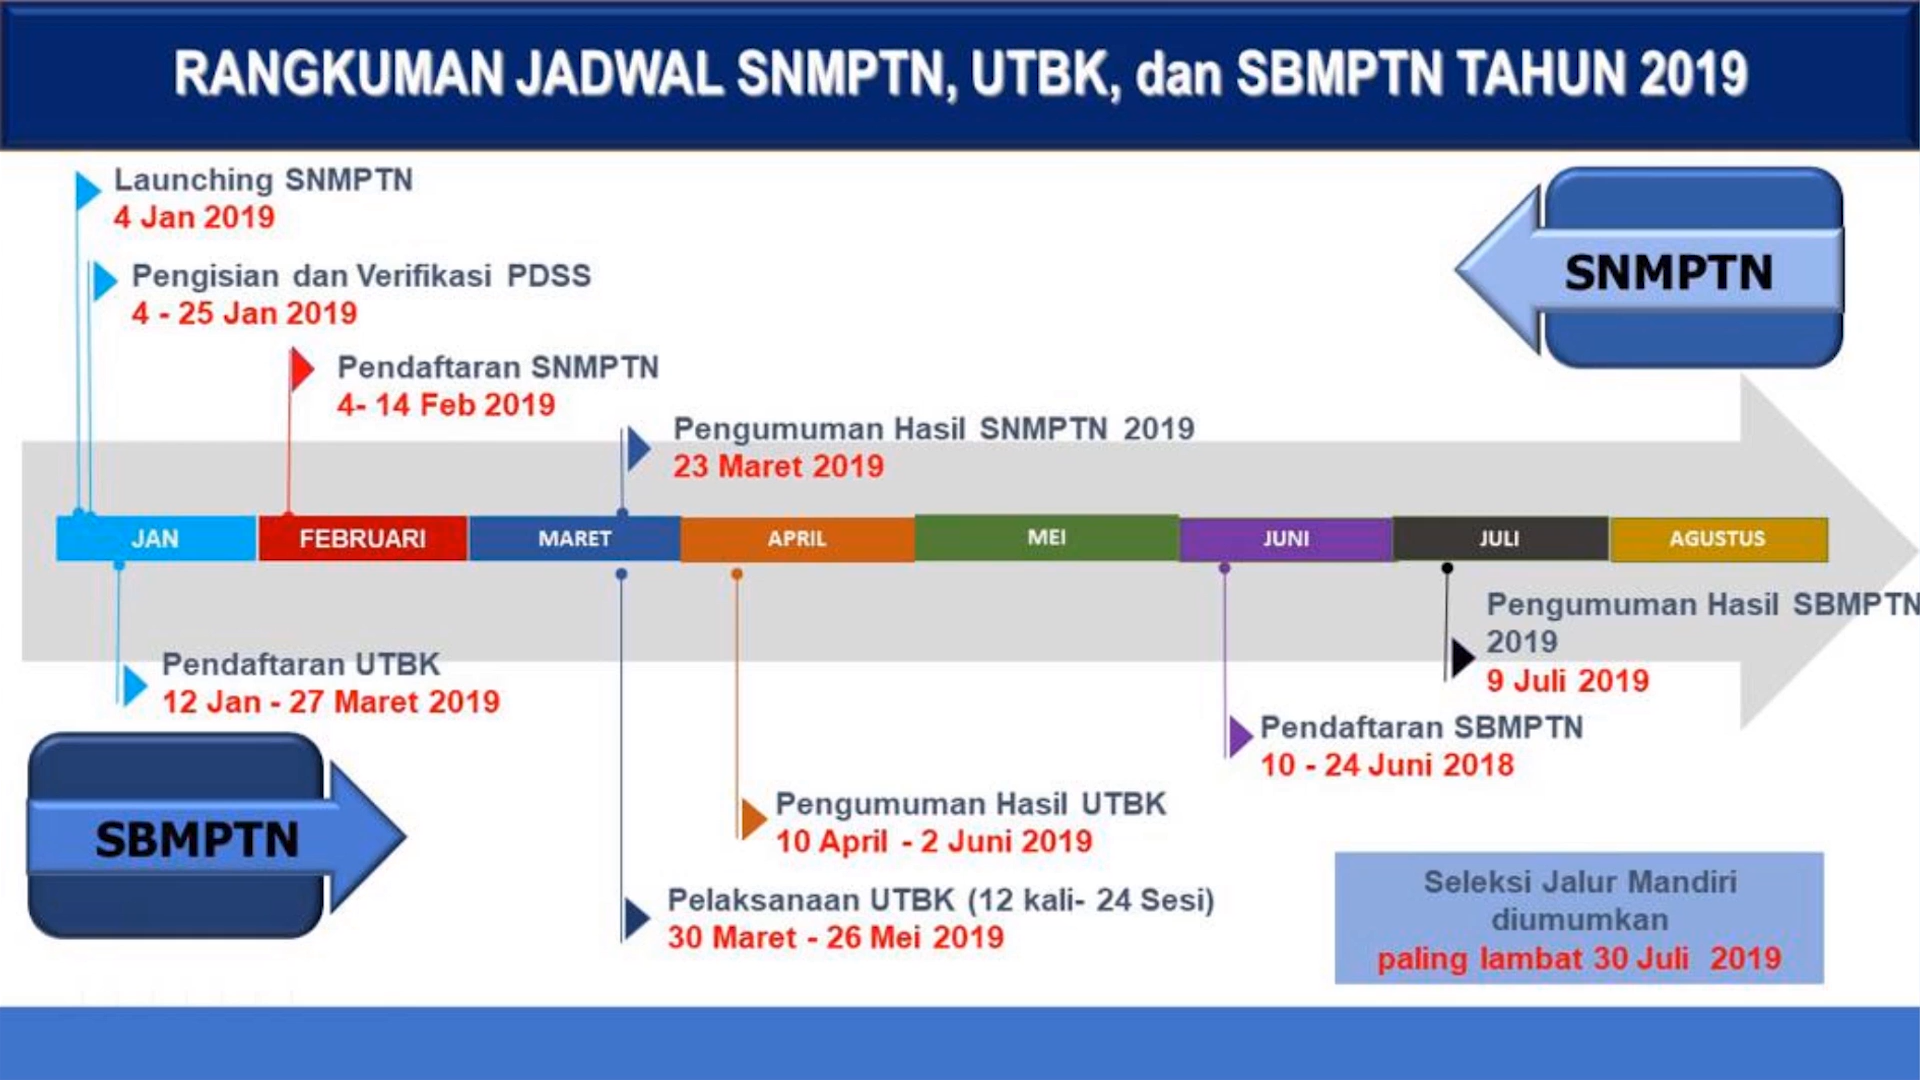 RANGKUMAN JADWAL SNMPTN, UTBK, dan SBMPTN TAHUN 2019
Launching SNMPTN
4 Jan 2019
Pengisian dan Verifikasi PDSS
4 - 25 Jan 2019
SNMPTN
Pendaftaran SNMPTN
4- 14 Feb 2019
Pengumuman Hasil SNMPTN 2019
23 Maret 2019
JAN
FEBRUARI
MARET
APRIL
MEI
JUNI
JULI
AGUSTUS
Pengumuman Hasil SBMPTN
2019
9 Juli 2019
Pendaftaran UTBK
12 Jan - 27 Maret 2019
Pendaftaran SBMPTN
10 - 24 Juni 2018
SBMPTN
Pengumuman Hasil UTBK
10 April - 2 Juni 2019
Pelaksanaan UTBK (12 kali- 24 Sesi)
30 Maret - 26 Mei 2019
Seleksi Jalur Mandiri
diumumkan
paling lambat 30 Juli 2019